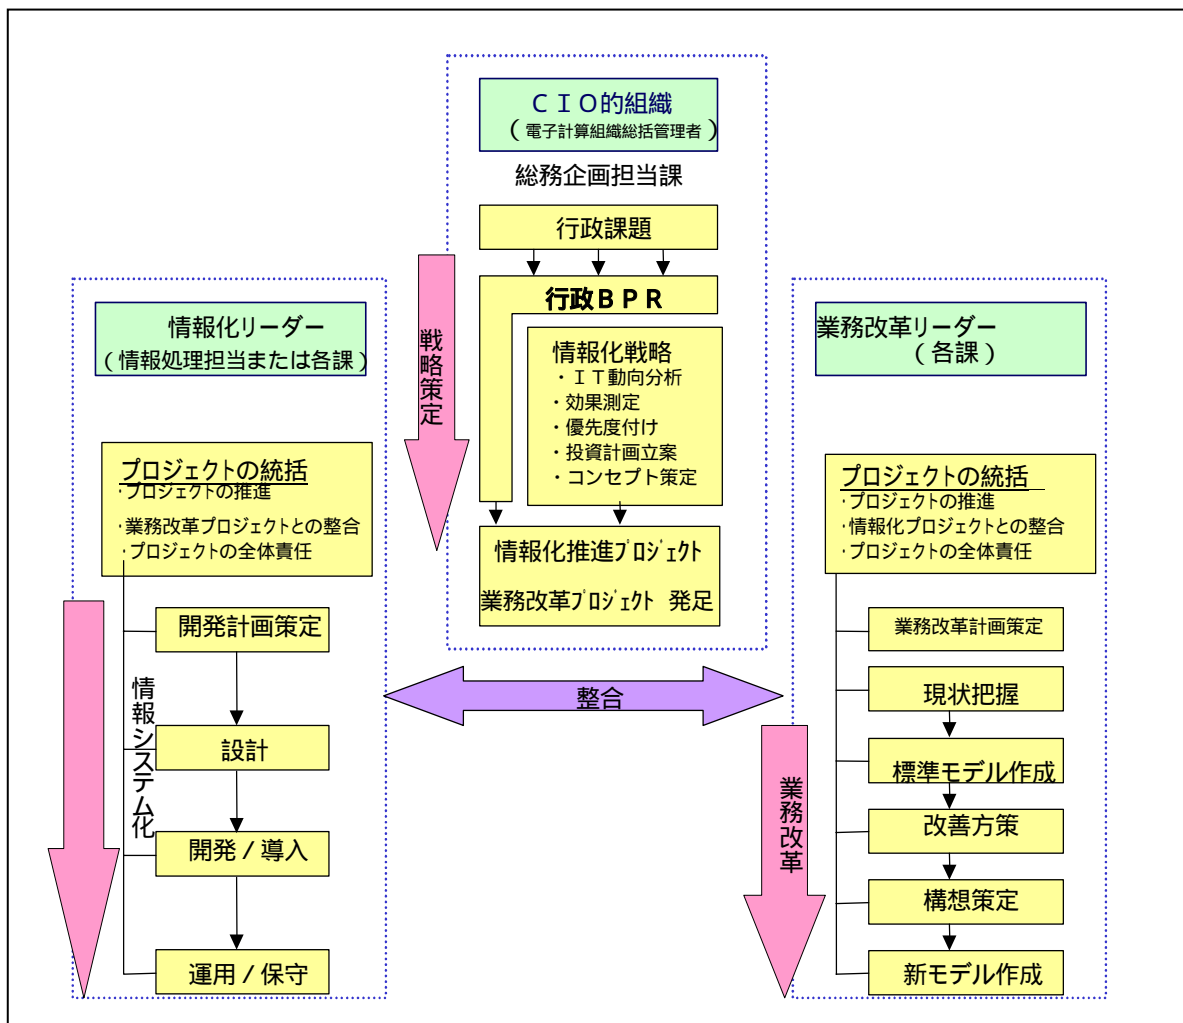 ＣＩＯ的組織
（電子計算組織総括管理者）
総務企画担当課
行政課題
行政ＢＰＲ
情報化戦略
・ＩＴ動向分析
・効果測定
・優先度付け
・投資計画立案
・コンセプト策定
情報化推進ﾌﾟﾛｼﾞｪｸﾄ
業務改革ﾌﾟﾛｼﾞｪｸﾄ 発足
戦略策定
情報化リーダー
（情報処理担当または各課）
プロジェクトの統括
・プロジェクトの推進
・業務改革プロジェクトとの整合
・プロジェクトの全体責任
開発計画策定
設計
開発／導入
運用／保守
情報システム化
整合
業務改革リーダー
（各課）
プロジェクトの統括
・プロジェクトの推進
・情報化プロジェクトとの整合
・プロジェクトの全体責任
業務改革計画策定
現状把握
標準モデル作成
改善方策
構想策定
新モデル作成
業務改革